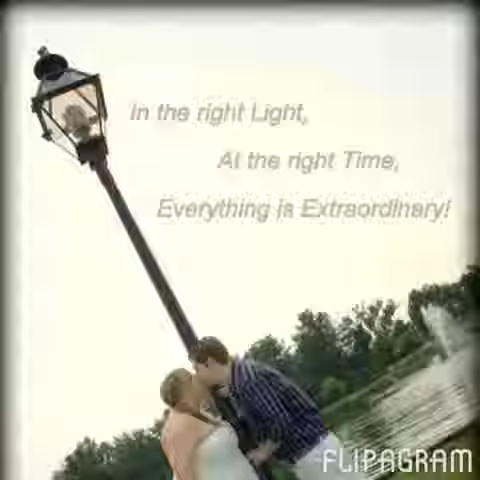 In the right Light,
At the right Time,
Everything is Extraordinary!
FLIPAGRAM